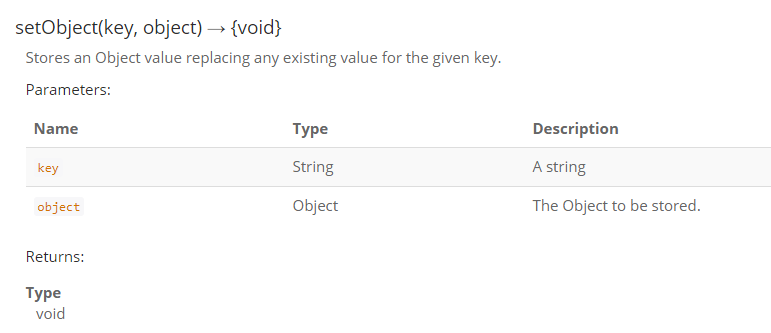 setObject(key, object) → {void}
Stores an Object value replacing any existing value for the given key.
Parameters:
Name Type Description
key String A string
object Object The Object to be stored.
Returns:
Type
void